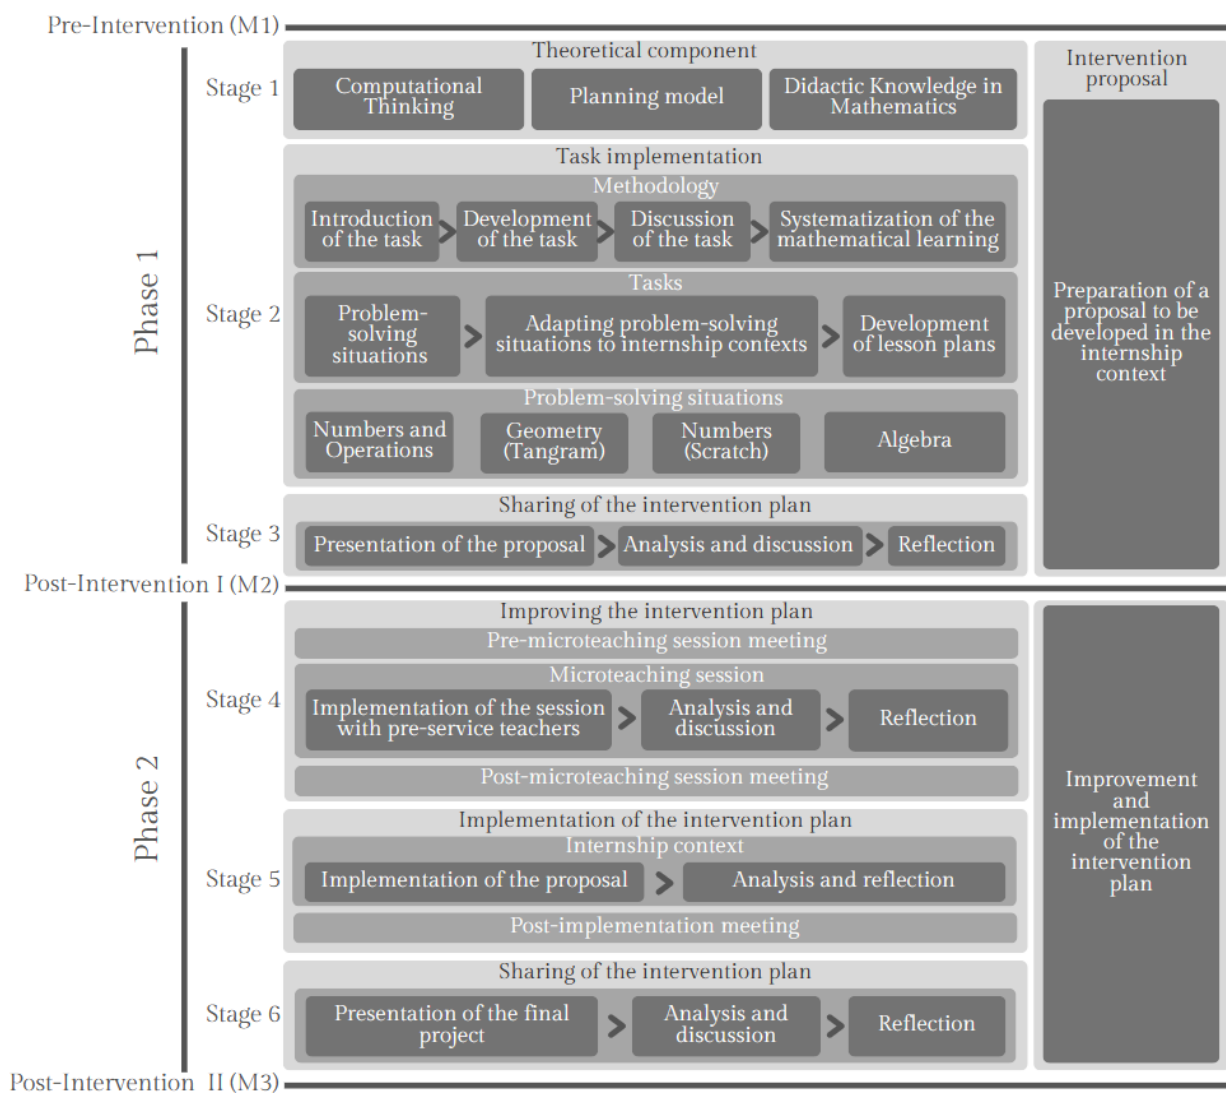 Pre-Intervention (M1)
Phase 1
Stage 1
Theoretical component
Computational
Thinking
Planning model
Didactic Knowledge in
Mathematics
Intervention
proposal
Preparation of a
proposal to be
developed in the
internship
context
Stage 2
Task implementation
Methodology
Introduction
of the task
Development
of the task
Discussion
of the task
Systematization of the
mathematical learning
Tasks
Problem-
solving
situations
Adapting problem-solving
situations to internship contexts
Development
of lesson plans
Problem-solving situations
Numbers and
Operations
Geometry
(Tangram)
Numbers
(Scratch)
Algebra
Stage 3
Sharing of the intervention plan
Presentation of the proposal
Analysis and discussion
Reflection
Post-Intervention I (M2)
Phase 2
Stage 4
Improving the intervention plan
Pre-microteaching session meeting
Microteaching session
Implementation of the session
with pre-service teachers
Analysis and
discussion
Reflection
Post-microteaching session meeting
Improvement
and
implementation
of the
intervention
plan
Stage 5
Implementation of the intervention plan
Internship context
Implementation of the proposal
Analysis and reflection
Post-implementation meeting
Stage 6
Sharing of the intervention plan
Presentation of the final
project
Analysis and
discussion
Reflection
Post-Intervention II (M3)